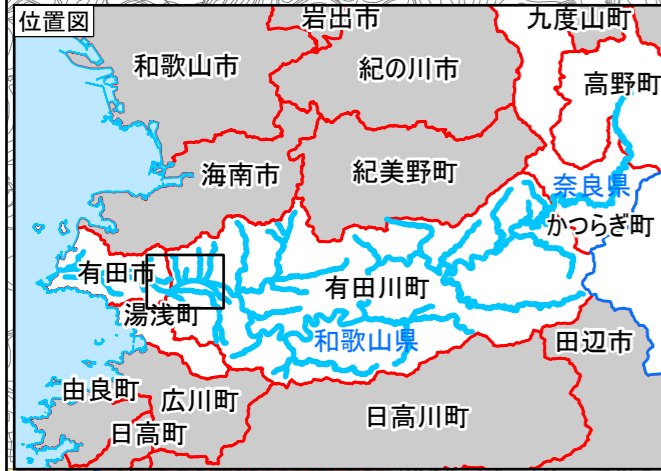 位置図
岩出市
九度山町
和歌山市
紀の川市
高野町
海南市
紀美野町
奈良県
かつらぎ町
有田市
有田川町
湯浅町
和歌山県
田辺市
由良町
広川町
日高川町
日高町